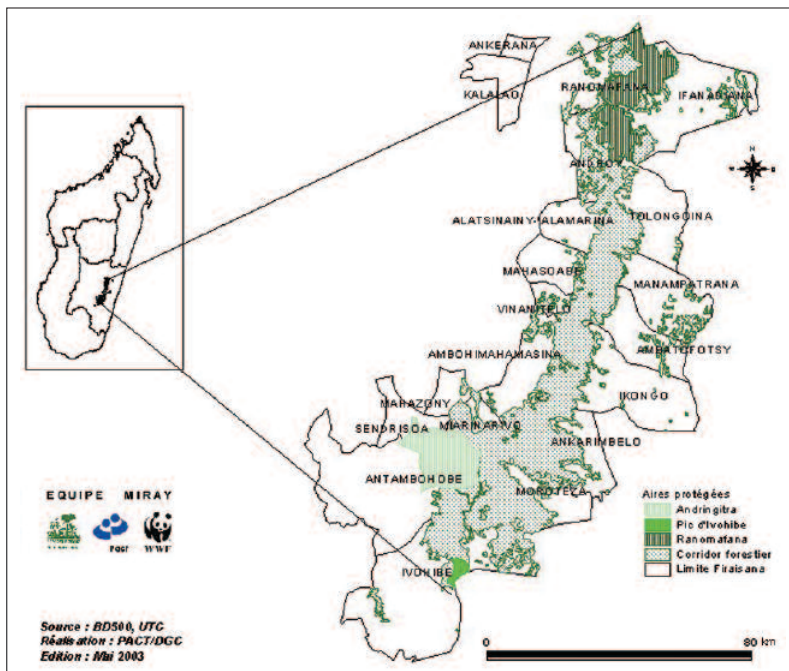 ANKERANA
KALALAO
RANOMAFANA
IFANADIANA
N
S
ANDROY
ALATSINAINY-IALAMARINA
TOLONGOINA
MAHASOABE
MANAMPATRANA
VINANITELO
AMBATOFOTSY
AMBOHIMAHAMASINA
IKONGO
MAHAZONY
SENDRISOA
MIARINARIVO
ANKARIMBELO
ANTAMBOHOBE
MOROTEZA
IVOHIBE
EQUIPE MIRAY
PACT
WWF
Aires protégées
Andringitra
Pic d'Ivohibe
Ranomafana
Corridor forestier
Limite Firaisana
Source : BD500, UTC
Réalisation : PACT/DGC
Edition : Mai 2003
0
80 km